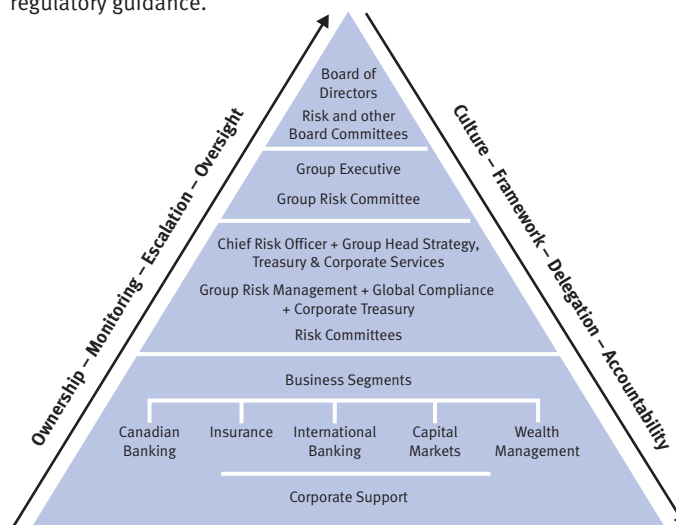 regulatory guidance.
Board of
Directors
Risk and other
Board Committees
Group Executive
Group Risk Committee
Chief Risk Officer + Group Head Strategy,
Treasury & Corporate Services
Group Risk Management + Global Compliance
+ Corporate Treasury
Risk Committees
Business Segments
Canadian
Banking
Insurance
International
Banking
Capital
Markets
Wealth
Management
Corporate Support
Ownership – Monitoring – Escalation – Oversight
Culture – Framework – Delegation – Accountability